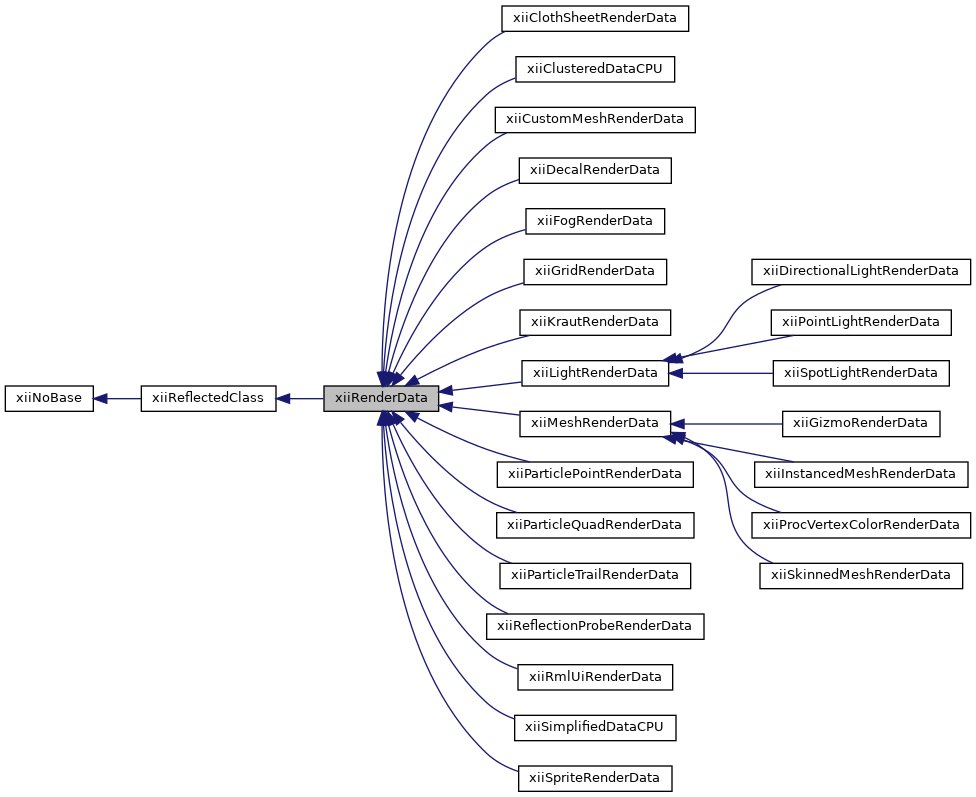 xiiNoBase
xiiReflectedClass
xiiRenderData
xiiClothSheetRenderData
xiiClusteredDataCPU
xiiCustomMeshRenderData
xiiDecalRenderData
xiiFogRenderData
xiiGridRenderData
xiiKrautRenderData
xiiLightRenderData
xiiDirectionalLightRenderData
xiiPointLightRenderData
xiiSpotLightRenderData
xiiMeshRenderData
xiiGizmoRenderData
xiiInstancedMeshRenderData
xiiProcVertexColorRenderData
xiiSkinnedMeshRenderData
xiiParticlePointRenderData
xiiParticleQuadRenderData
xiiParticleTrailRenderData
xiiReflectionProbeRenderData
xiiRmlUiRenderData
xiiSimplifiedDataCPU
xiiSpriteRenderData